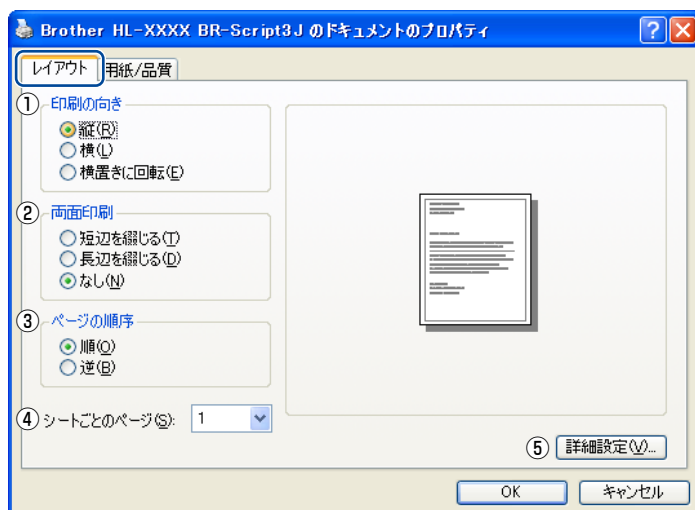 Brother HL-XXXX BR-Script3J のドキュメントのプロパティ
レイアウト 用紙/品質
① 印刷の向き
縦(R)
横(L)
横置きに回転(E)
② 両面印刷
短辺を綴じる(T)
長辺を綴じる(D)
なし(N)
③ ページの順序
順(O)
逆(B)
④ シートごとのページ(S): 1
⑤ 詳細設定(V)...
OK キャンセル